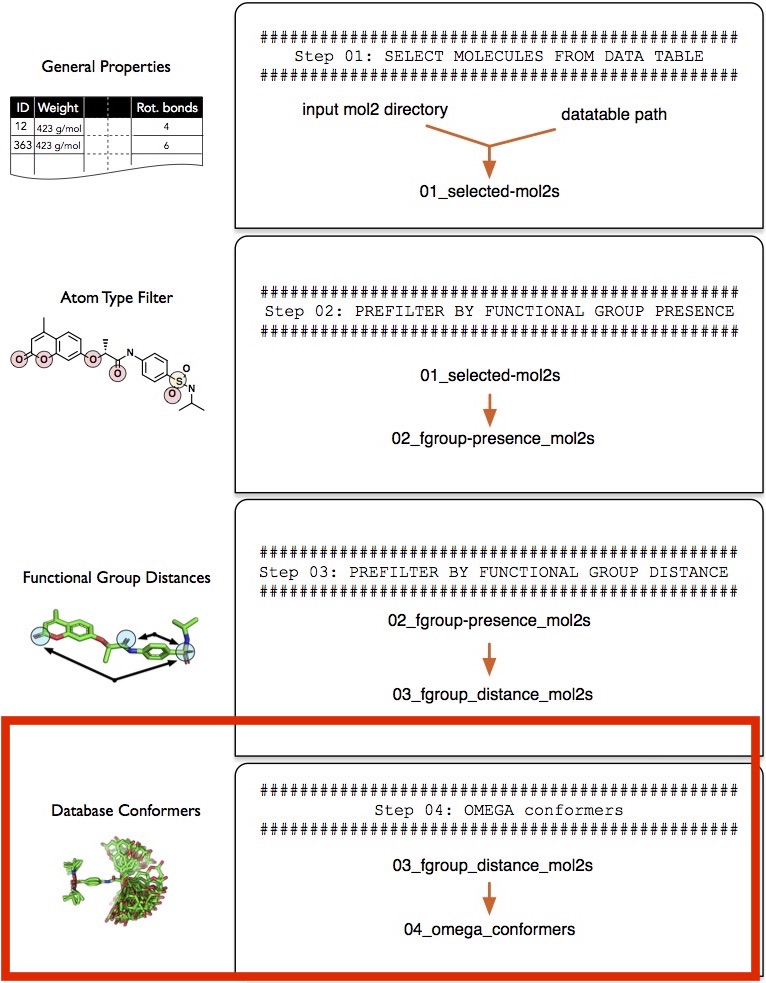 General Properties
ID Weight Rot. bonds
12 423 g/mol 4
363 423 g/mol 6
################################################
Step 01: SELECT MOLECULES FROM DATA TABLE
################################################
input mol2 directory
datatable path
01_selected-mol2s
Atom Type Filter
O
O
O
O
N
S
O
O
N
################################################
Step 02: PREFILTER BY FUNCTIONAL GROUP PRESENCE
################################################
01_selected-mol2s
02_fgroup-presence_mol2s
Functional Group Distances
################################################
Step 03: PREFILTER BY FUNCTIONAL GROUP DISTANCE
################################################
02_fgroup-presence_mol2s
03_fgroup_distance_mol2s
Database Conformers
################################################
Step 04: OMEGA conformers
################################################
03_fgroup_distance_mol2s
04_omega_conformers